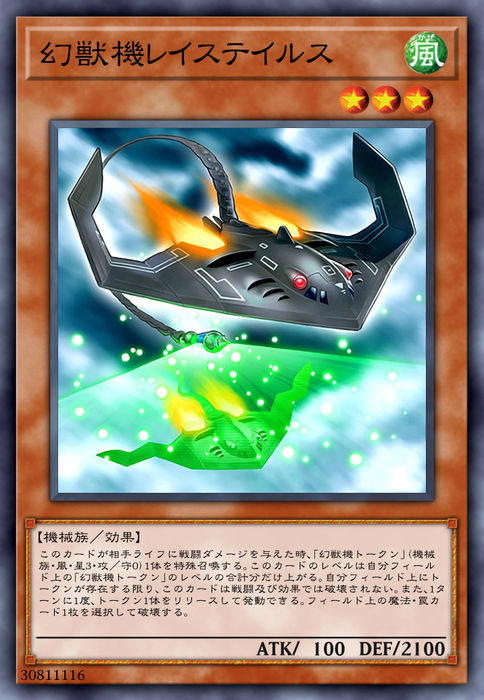 幻獣機レイステイルス
かぜ
風
【機械族／効果】
このカードが相手ライフに戦闘ダメージを与えた時、「幻獣機トークン」(機械
族・風・星3・攻／守0)1体を特殊召喚する。このカードのレベルは自分フィール
ド上の「幻獣機トークン」のレベルの合計分だけ上がる。自分フィールド上にトー
クンが存在する限り、このカードは戦闘及び効果では破壊されない。また、1タ
ーンに1度、トークン1体をリリースして発動できる。フィールド上の魔法・罠カ
ード1枚を選択して破壊する。
ATK/ 100 DEF/2100
30811116